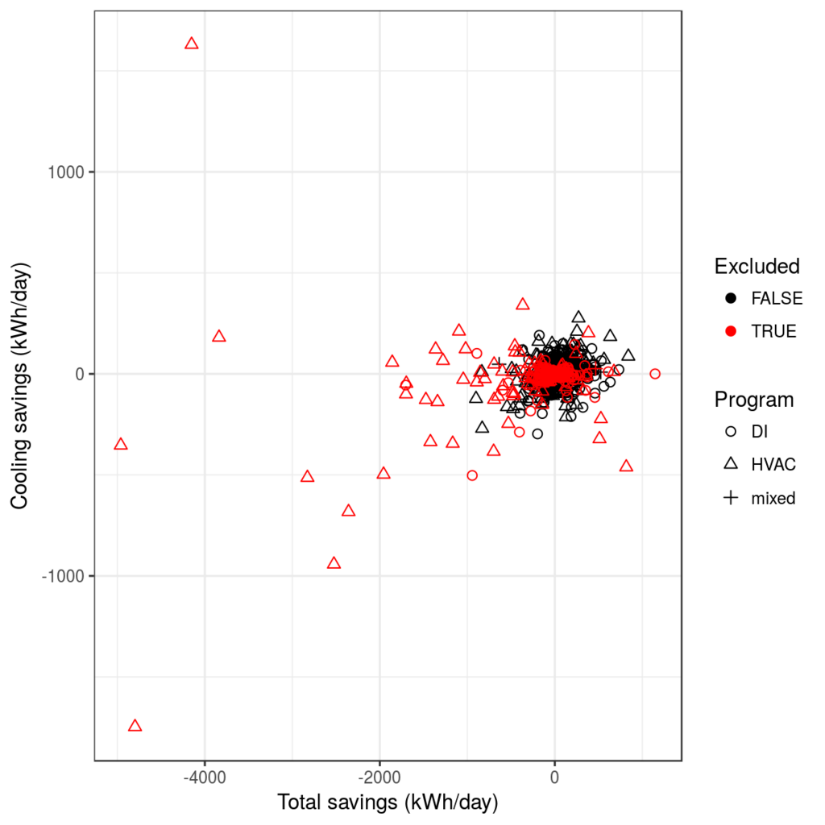 1000
0
-1000
-4000
-2000
0
Total savings (kWh/day)
Cooling savings (kWh/day)
Excluded
FALSE
TRUE
Program
DI
HVAC
mixed